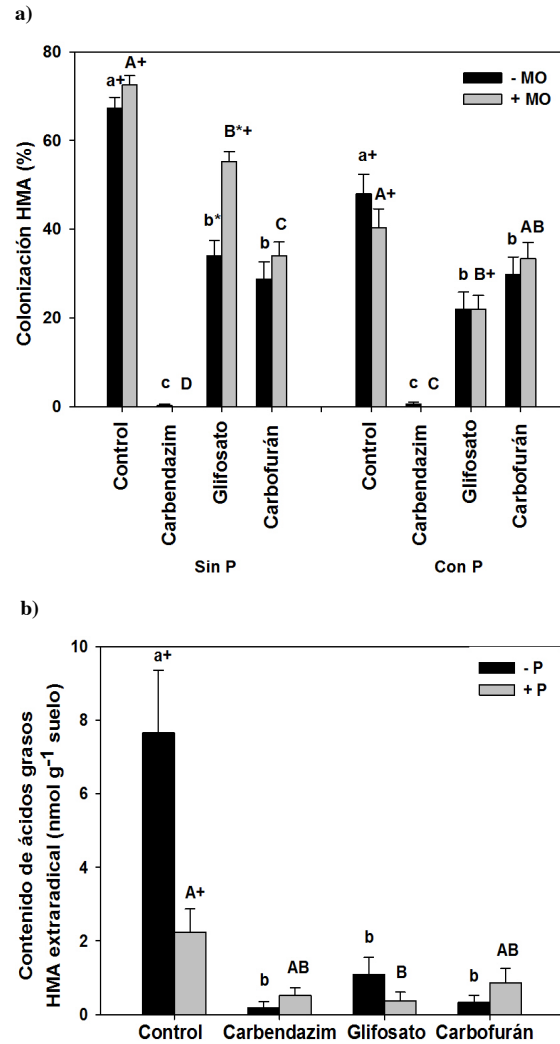 a)
80
60
40
20
0
Colonización HMA (%)
- MO
+ MO
a+
A+
c
D
b*
B*+
b
C
a+
A+
c
C
b
B+
b
AB
Control
Carbendazim
Glifosato
Carbofurán
Control
Carbendazim
Glifosato
Carbofurán
Sin P
Con P
b)
10
8
6
4
2
0
Contenido de ácidos grasos
HMA extraradical (nmol g-1 suelo)
- P
+ P
a+
A+
b
AB
b
B
b
AB
Control
Carbendazim
Glifosato
Carbofurán